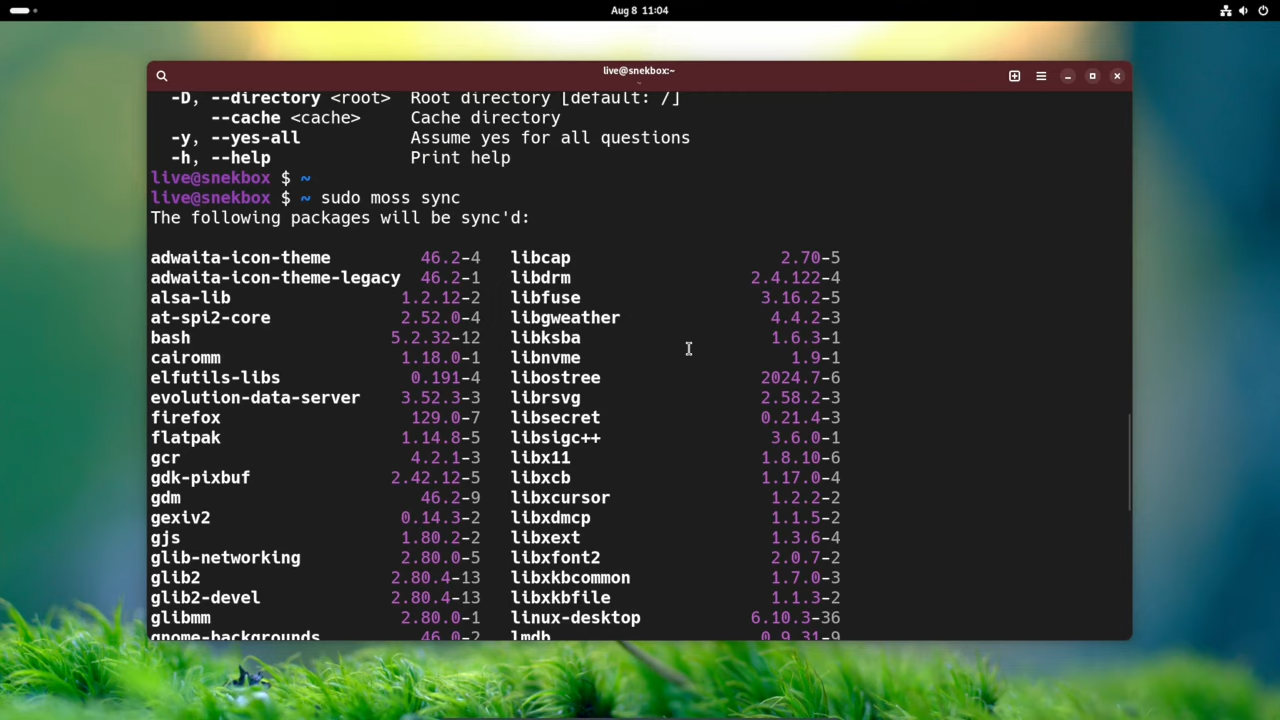 Aug 8 11:04
live@snekbox:~
~
-D, --directory <root> Root directory [default: /]
--cache <cache> Cache directory
-y, --yes-all Assume yes for all questions
-h, --help Print help
live@snekbox $ ~
live@snekbox $ ~ sudo moss sync
The following packages will be sync'd:
adwaita-icon-theme 46.2-4 libcap 2.70-5
adwaita-icon-theme-legacy 46.2-1 libdrm 2.4.122-4
alsa-lib 1.2.12-2 libfuse 3.16.2-5
at-spi2-core 2.52.0-4 libgweather 4.4.2-3
bash 5.2.32-12 libksba 1.6.3-1
cairomm 1.18.0-1 libnvme 1.9-1
elfutils-libs 0.191-4 libostree 2024.7-6
evolution-data-server 3.52.3-3 librsvg 2.58.2-3
firefox 129.0-7 libsecret 0.21.4-3
flatpak 1.14.8-5 libsigc++ 3.6.0-1
gcr 4.2.1-3 libx11 1.8.10-6
gdk-pixbuf 2.42.12-5 libxcb 1.17.0-4
gdm 46.2-9 libxcursor 1.2.2-2
gexiv2 0.14.3-2 libxdmcp 1.1.5-2
gjs 1.80.2-2 libxext 1.3.6-4
glib-networking 2.80.0-5 libxfont2 2.0.7-2
glib2 2.80.4-13 libxkbcommon 1.7.0-3
glib2-devel 2.80.4-13 libxkbfile 1.1.3-2
glibmm 2.80.0-1 linux-desktop 6.10.3-36
gnome-backgrounds 46.0-2 lmdb 0.9.31-9